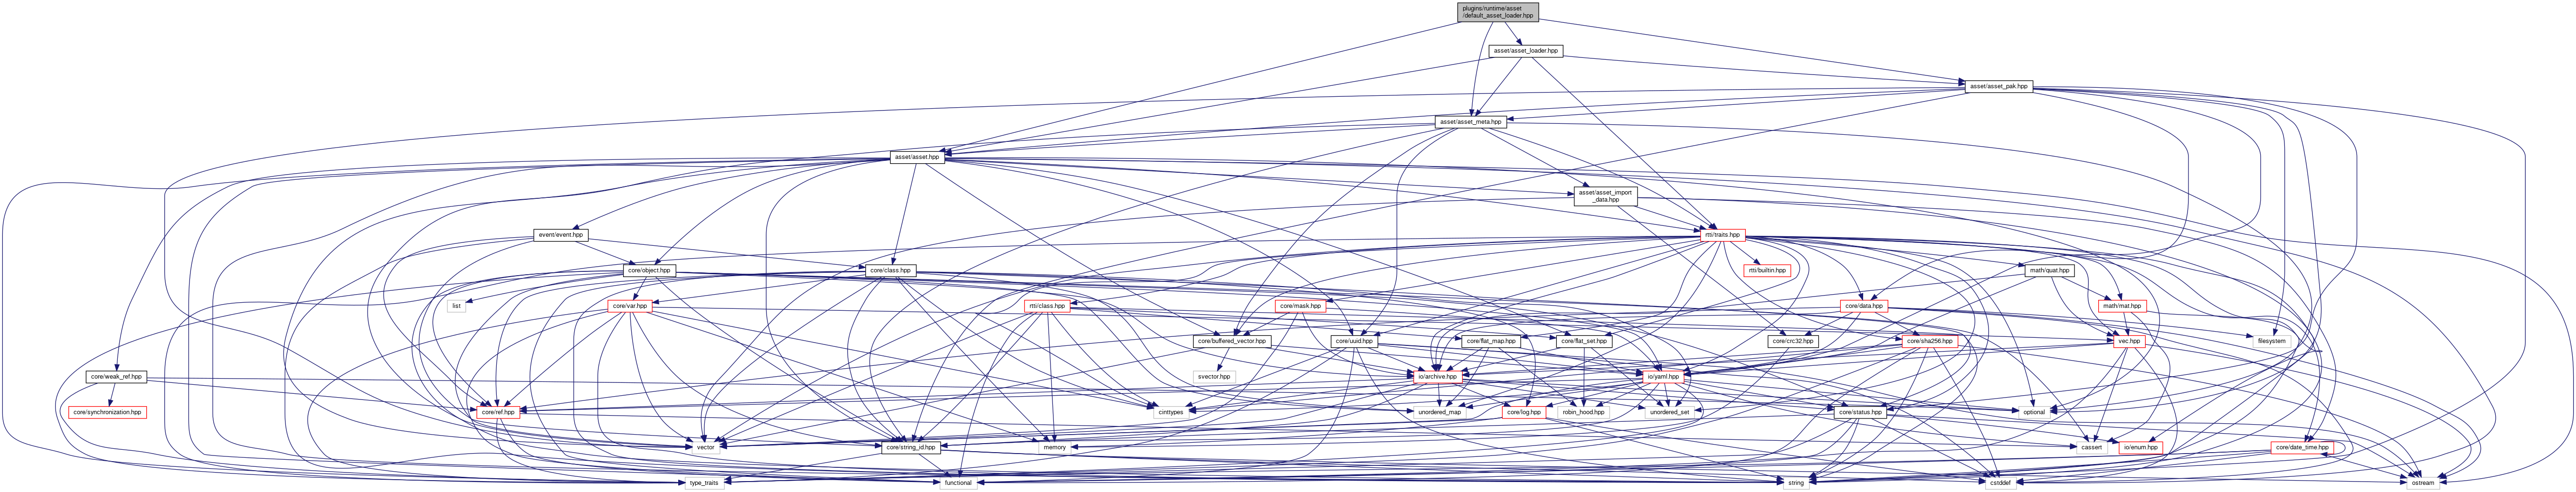 plugins/runtime/asset
/default_asset_loader.hpp
asset/asset_loader.hpp
asset/asset_pak.hpp
asset/asset_meta.hpp
asset/asset.hpp
asset/asset_import
_data.hpp
event/event.hpp
rtti/traits.hpp
core/object.hpp
core/class.hpp
rtti/builtin.hpp
math/quat.hpp
list
core/var.hpp
rtti/class.hpp
core/mask.hpp
core/data.hpp
math/mat.hpp
core/buffered_vector.hpp
core/uuid.hpp
core/flat_map.hpp
core/flat_set.hpp
core/crc32.hpp
core/sha256.hpp
vec.hpp
filesystem
core/weak_ref.hpp
svector.hpp
io/archive.hpp
io/yaml.hpp
core/synchronization.hpp
core/ref.hpp
cinttypes
unordered_map
core/log.hpp
robin_hood.hpp
unordered_set
core/status.hpp
optional
vector
core/string_id.hpp
memory
cassert
io/enum.hpp
core/date_time.hpp
type_traits
functional
string
cstddef
ostream